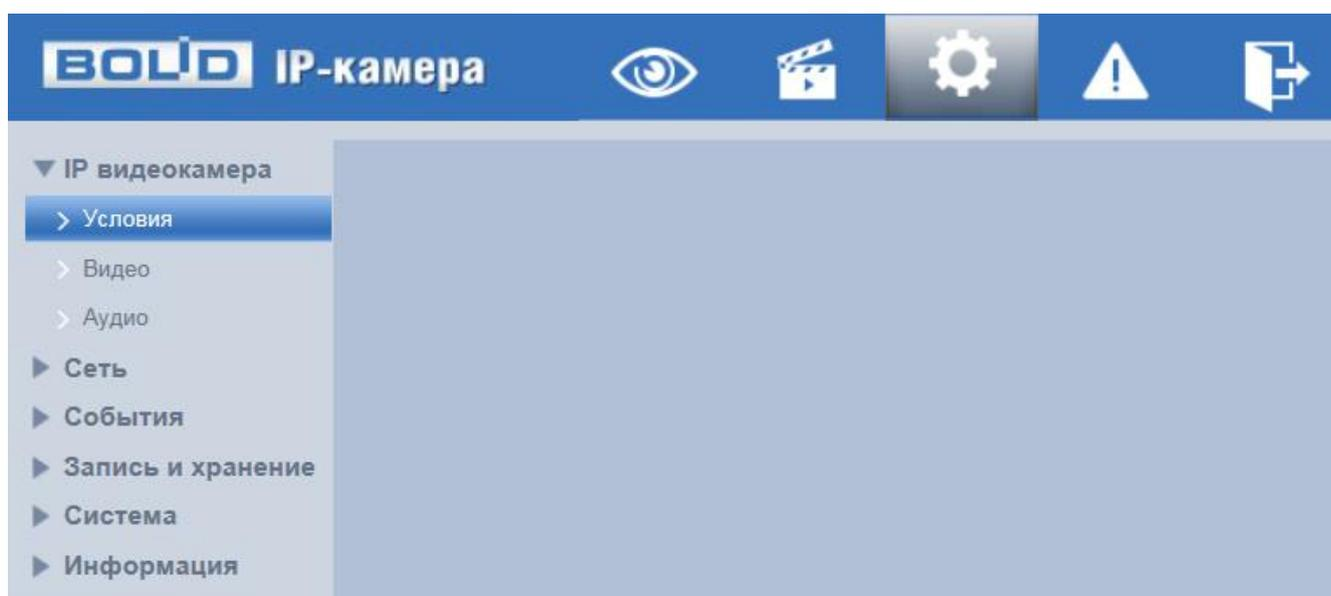 BOLID IP-камера
IP видеокамера
Условия
Видео
Аудио
Сеть
События
Запись и хранение
Система
Информация